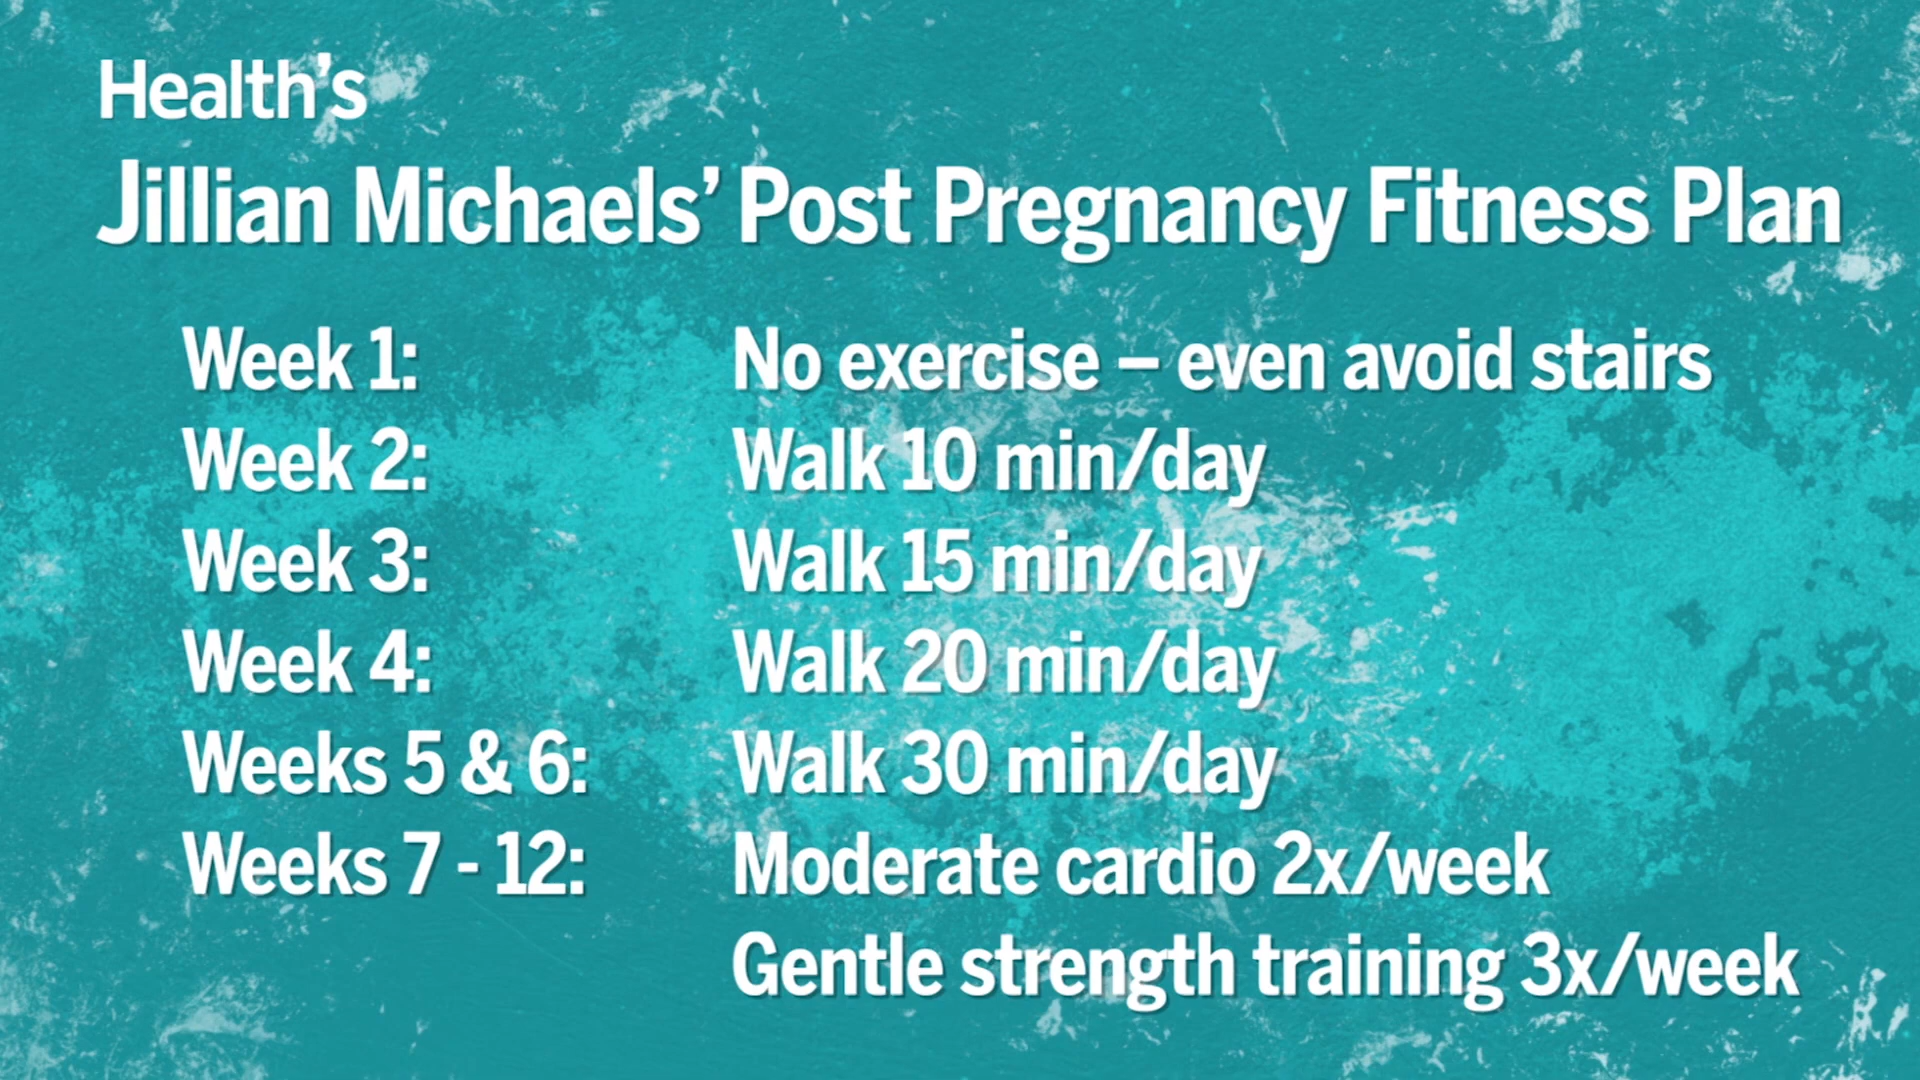 Health's
Jillian Michaels’ Post Pregnancy Fitness Plan
Week 1: No exercise – even avoid stairs
Week 2: Walk 10 min/day
Week 3: Walk 15 min/day
Week 4: Walk 20 min/day
Weeks 5 & 6: Walk 30 min/day
Weeks 7 - 12: Moderate cardio 2x/week
Gentle strength training 3x/week